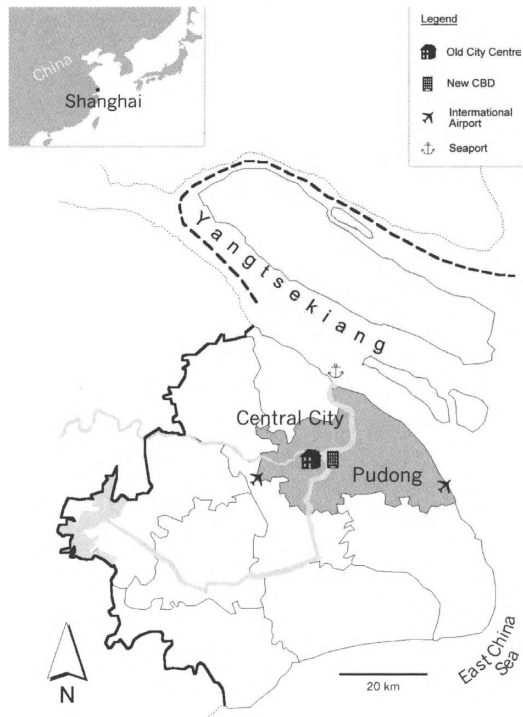 China
Shanghai
Legend
Old City Centre
New CBD
International
Airport
Seaport
Yangtsekiang
Central City
Pudong
East China
Sea
20 km
N